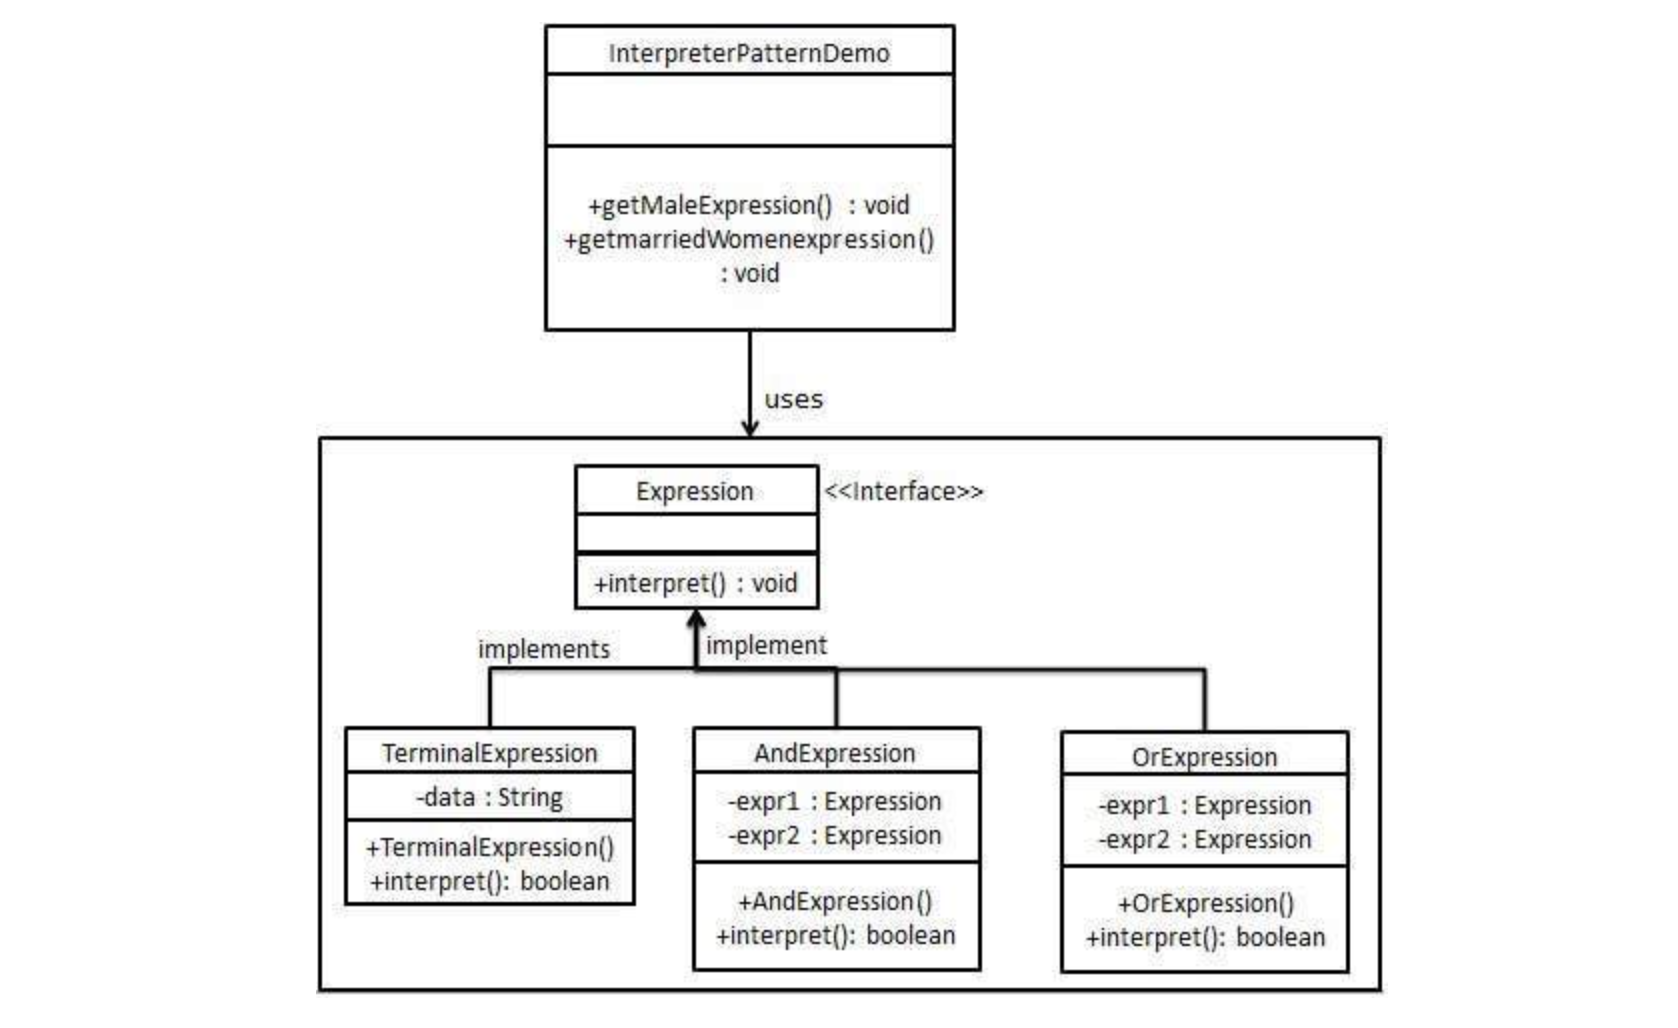 InterpreterPatternDemo
+getMaleExpression() : void
+getmarriedWomenexpression()
: void
uses
Expression
<<Interface>>
+interpret() : void
implements
implement
TerminalExpression
-data : String
+TerminalExpression()
+interpret(): boolean
AndExpression
-expr1 : Expression
-expr2 : Expression
+AndExpression()
+interpret(): boolean
OrExpression
-expr1 : Expression
-expr2 : Expression
+OrExpression()
+interpret(): boolean